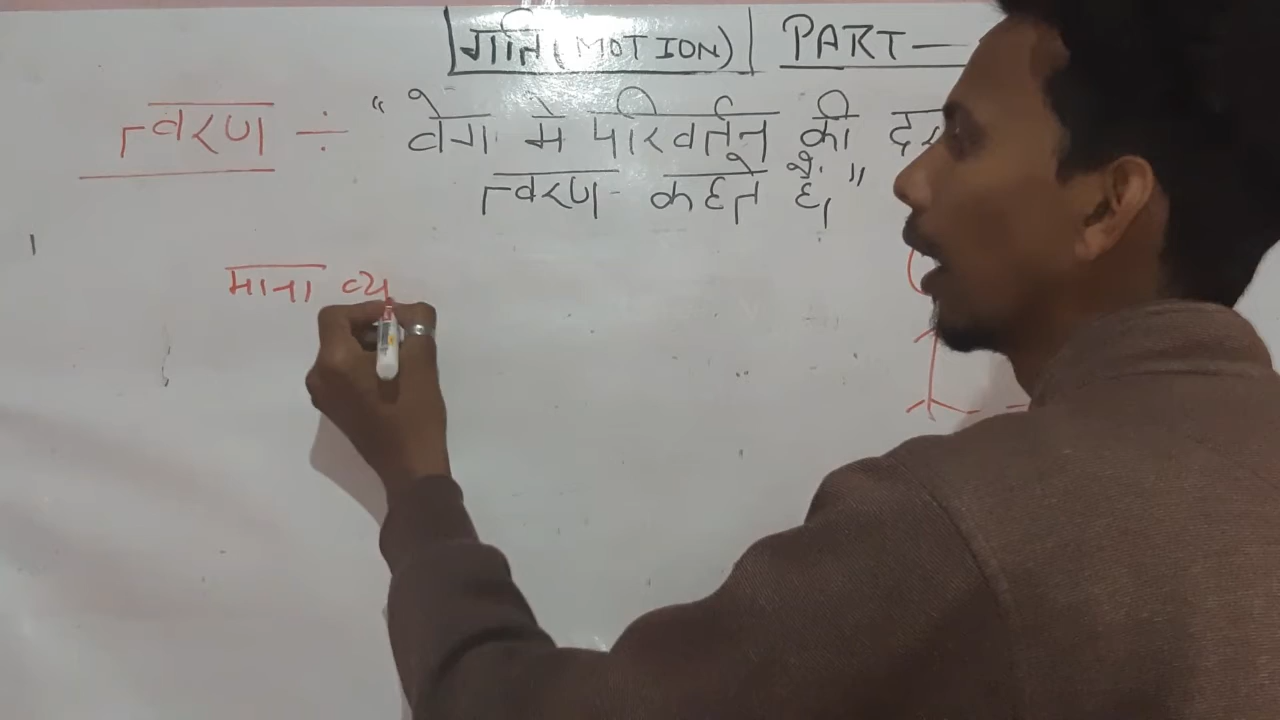 गति (MOTION) PART-
त्वरण ÷ "वेग में परिवर्तन की दर
त्वरण कहते हैं।"
माना व्य